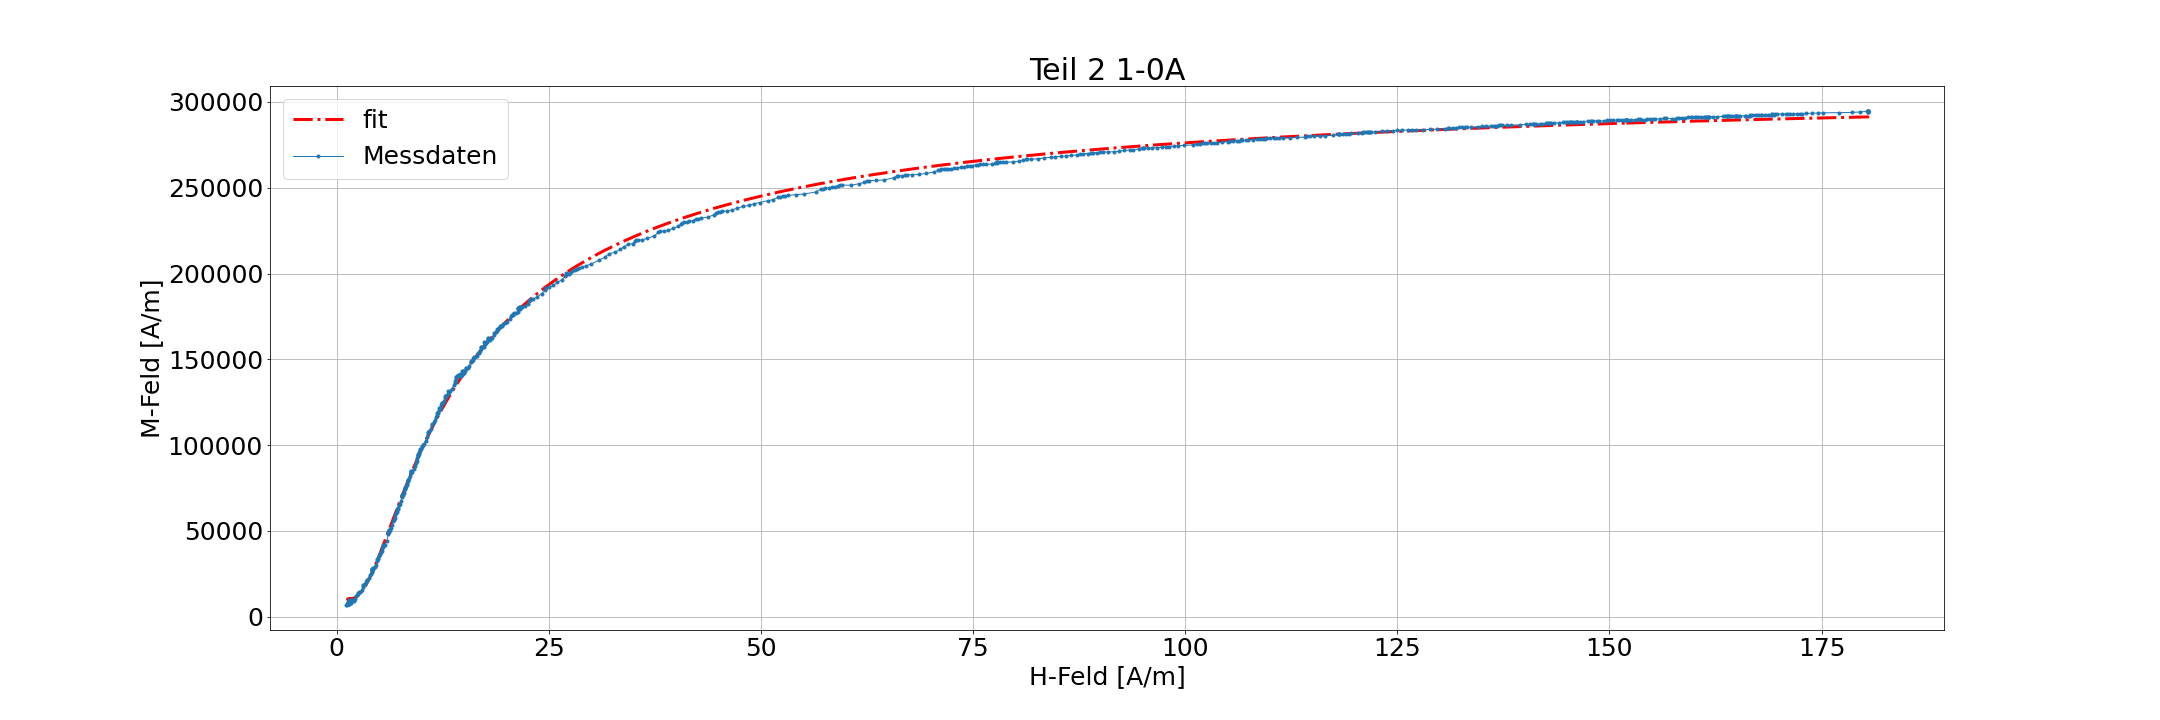 Teil 2 1-0A
fit
Messdaten
M-Feld [A/m]
300000
250000
200000
150000
100000
50000
0
0 25 50 75 100 125 150 175
H-Feld [A/m]